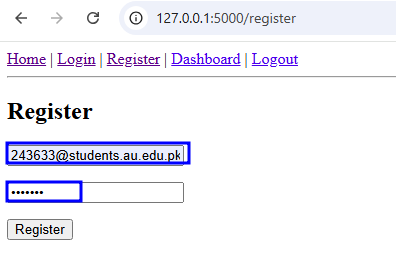 127.0.0.1:5000/register
Home | Login | Register | Dashboard | Logout
Register
243633@students.au.edu.pk
•••••••
Register